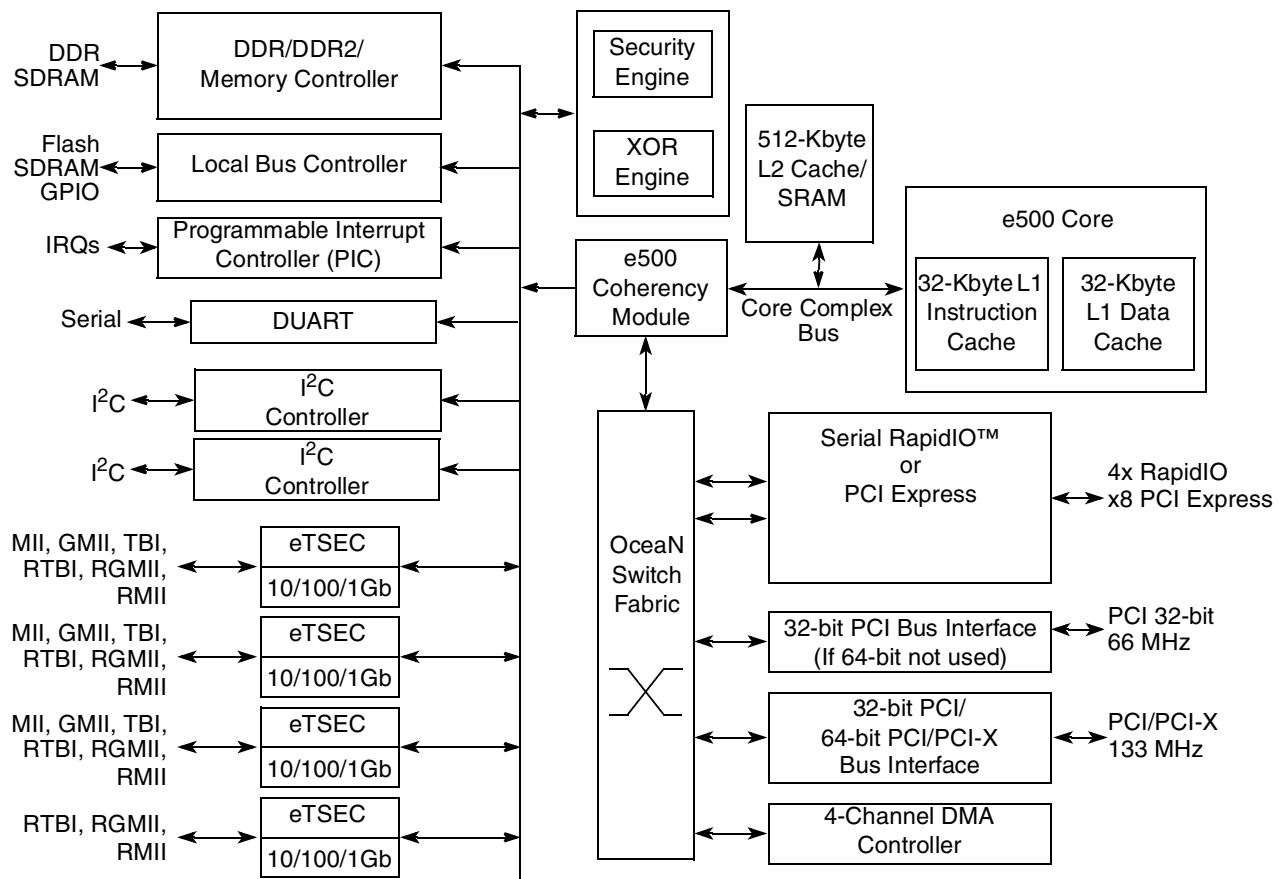 DDR
SDRAM
DDR/DDR2/
Memory Controller
Flash
SDRAM
GPIO
Local Bus Controller
IRQs
Programmable Interrupt
Controller (PIC)
Serial
DUART
I²C
I²C
Controller
I²C
I²C
Controller
MII, GMII, TBI,
RTBI, RGMII,
RMII
eTSEC
10/100/1Gb
MII, GMII, TBI,
RTBI, RGMII,
RMII
eTSEC
10/100/1Gb
MII, GMII, TBI,
RTBI, RGMII,
RMII
eTSEC
10/100/1Gb
RTBI, RGMII,
RMII
eTSEC
10/100/1Gb
Security
Engine
XOR
Engine
512-Kbyte
L2 Cache/
SRAM
e500
Coherency
Module
Core Complex
Bus
e500 Core
32-Kbyte L1
Instruction
Cache
32-Kbyte
L1 Data
Cache
OceaN
Switch
Fabric
Serial RapidIO™
or
PCI Express
4x RapidIO
x8 PCI Express
32-bit PCI Bus Interface
(If 64-bit not used)
PCI 32-bit
66 MHz
32-bit PCI/
64-bit PCI/PCI-X
Bus Interface
PCI/PCI-X
133 MHz
4-Channel DMA
Controller